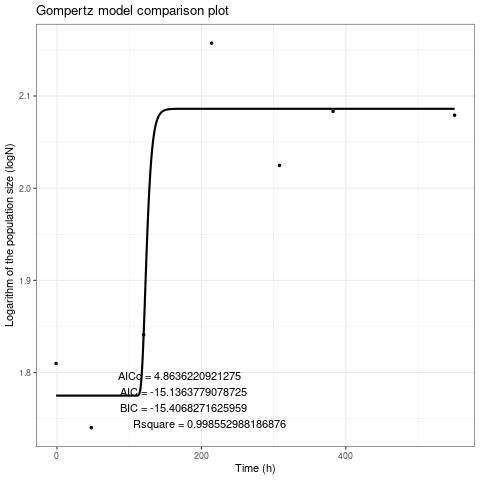 Gompertz model comparison plot
Logarithm of the population size (logN)
2.1
2.0
1.9
1.8
AICc = 4.8636220921275
AIC = -15.1363779078725
BIC = -15.4068271625959
Rsquare = 0.998552988186876
0
200
400
Time (h)